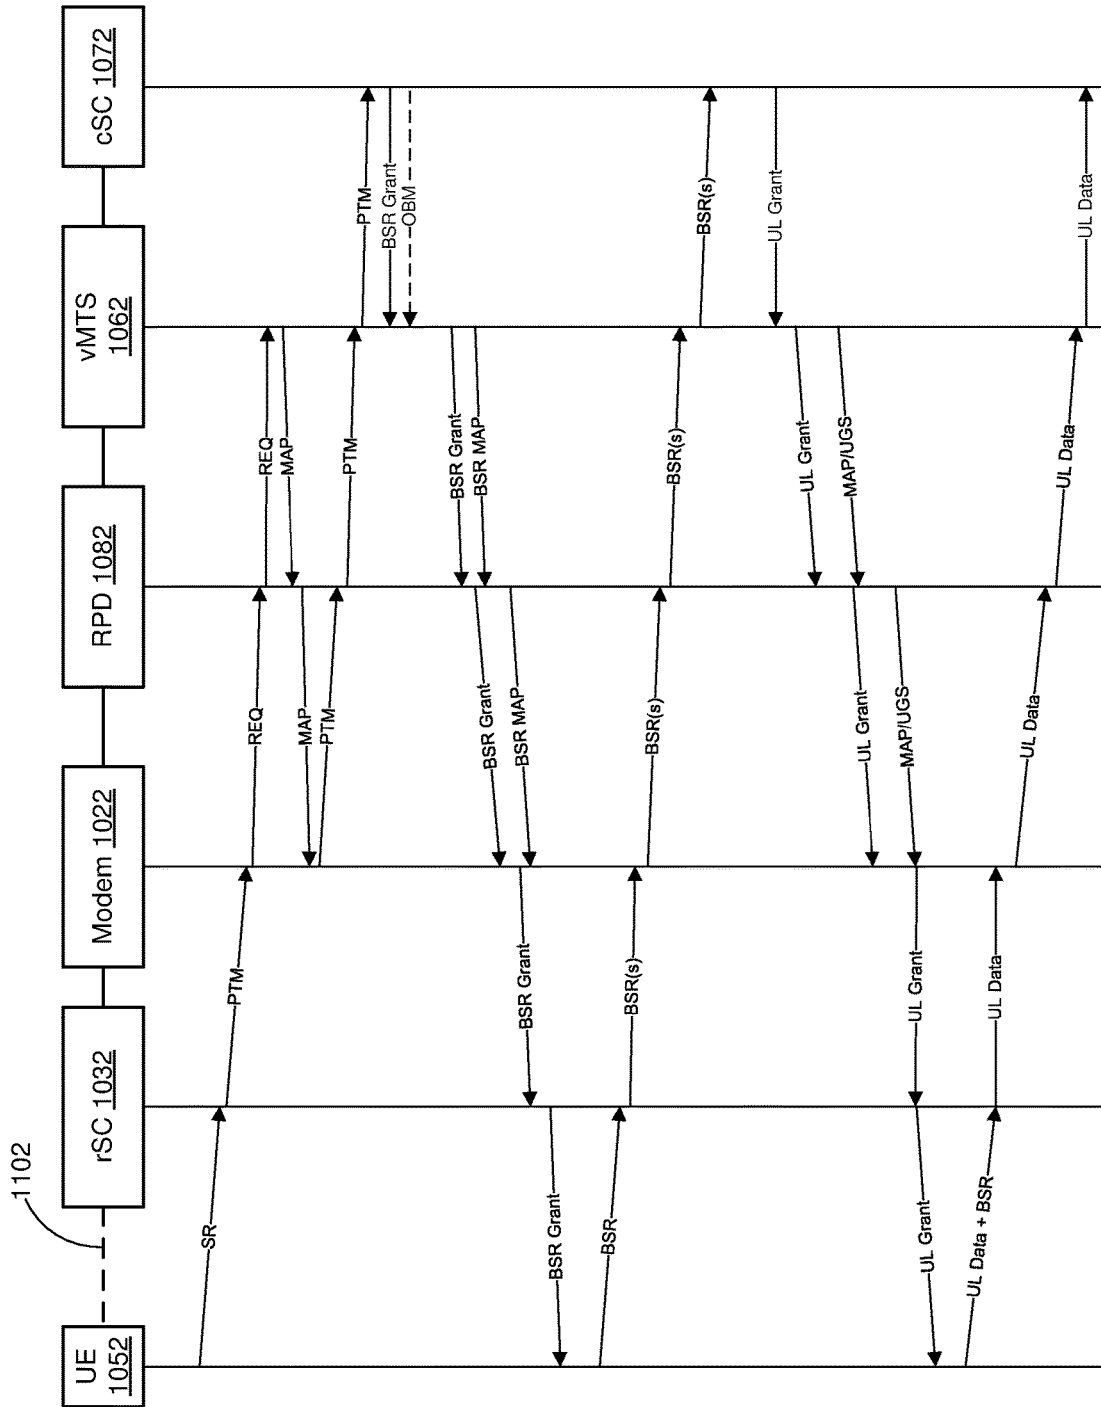 1102
UE
1052
rSC 1032
Modem 1022
RPD 1082
vMTS
1062
cSC 1072
SR
PTM
REQ
REQ
MAP
MAP
PTM
PTM
PTM
BSR Grant
OBM
BSR Grant
BSR MAP
BSR Grant
BSR MAP
BSR Grant
BSR Grant
BSR
BSR(s)
BSR(s)
BSR(s)
BSR(s)
UL Grant
UL Grant
MAP/UGS
UL Grant
MAP/UGS
UL Grant
UL Grant
UL Data + BSR
UL Data
UL Data
UL Data
UL Data